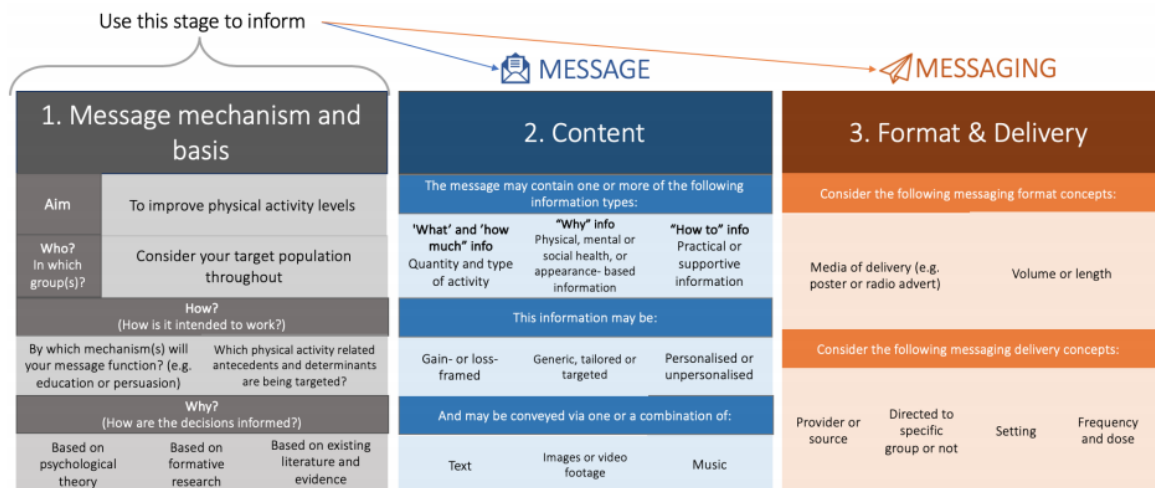 Use this stage to inform
MESSAGE
MESSAGING
1. Message mechanism and
basis
Aim
To improve physical activity levels
Who?
In which
group(s)?
Consider your target population
throughout
How?
(How is it intended to work?)
By which mechanism(s) will
your message function? (e.g.
education or persuasion)
Which physical activity related
antecedents and determinants
are being targeted?
Why?
(How are the decisions informed?)
Based on
psychological
theory
Based on
formative
research
Based on existing
literature and
evidence
2. Content
The message may contain one or more of the following
information types:
'What' and 'how
much" info
Quantity and type
of activity
"Why" info
Physical, mental or
social health, or
appearance- based
information
"How to" info
Practical or
supportive
information
This information may be:
Gain- or loss-
framed
Generic, tailored or
targeted
Personalised or
unpersonalised
And may be conveyed via one or a combination of:
Text
Images or video
footage
Music
3. Format & Delivery
Consider the following messaging format concepts:
Media of delivery (e.g.
poster or radio advert)
Volume or length
Consider the following messaging delivery concepts:
Provider or
source
Directed to
specific
group or not
Setting
Frequency
and dose